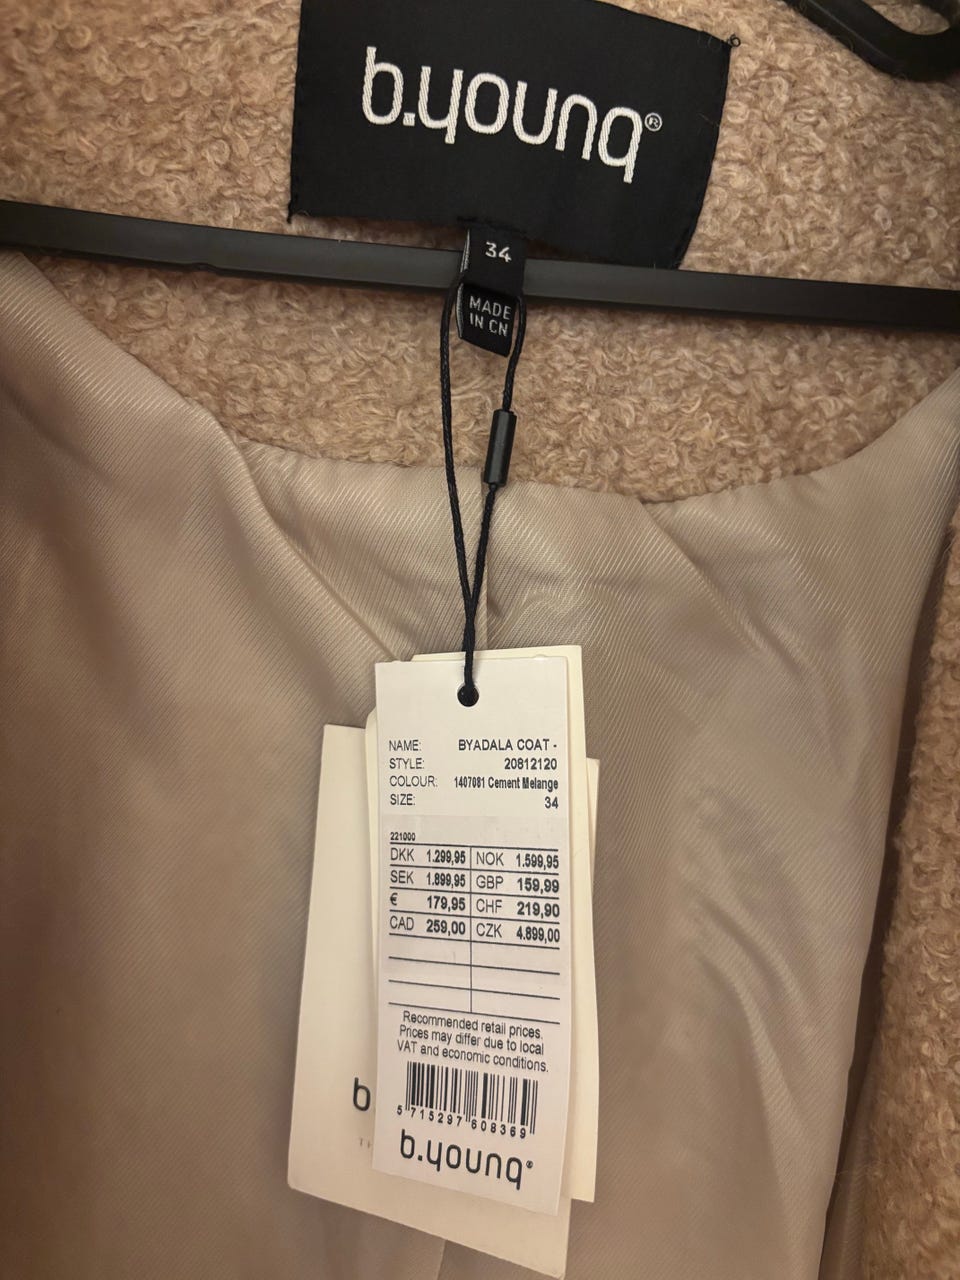 b.young®
34
MADE
IN CN
NAME: BYADALA COAT -
STYLE: 20812120
COLOUR: 1407081 Cement Melange
SIZE: 34
221000
DKK 1.299,95 NOK 1.599,95
SEK 1.899,95 GBP 159,99
€ 179,95 CHF 219,90
CAD 259,00 CZK 4.899,00
Recommended retail prices.
Prices may differ due to local
VAT and economic conditions.
5 715297 608369
b.young®
b